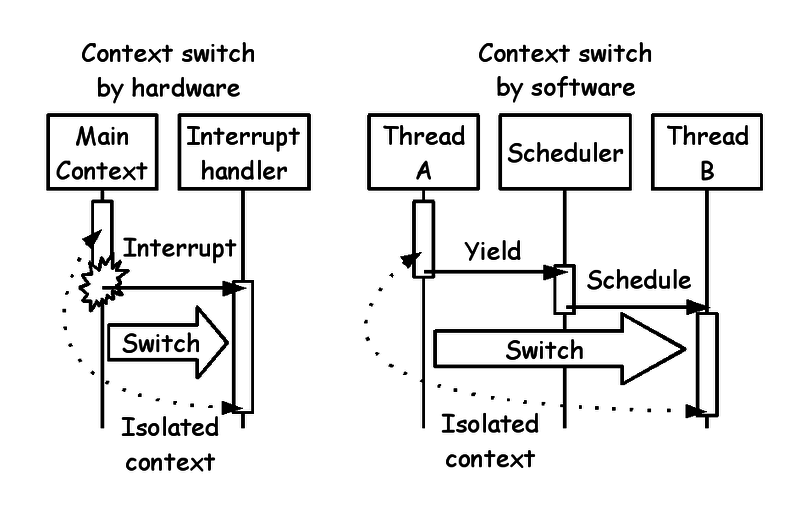 Context switch
by hardware
Main
Context
Interrupt
handler
Interrupt
Switch
Isolated
context
Context switch
by software
Thread
A
Scheduler
Thread
B
Yield
Schedule
Switch
Isolated
context